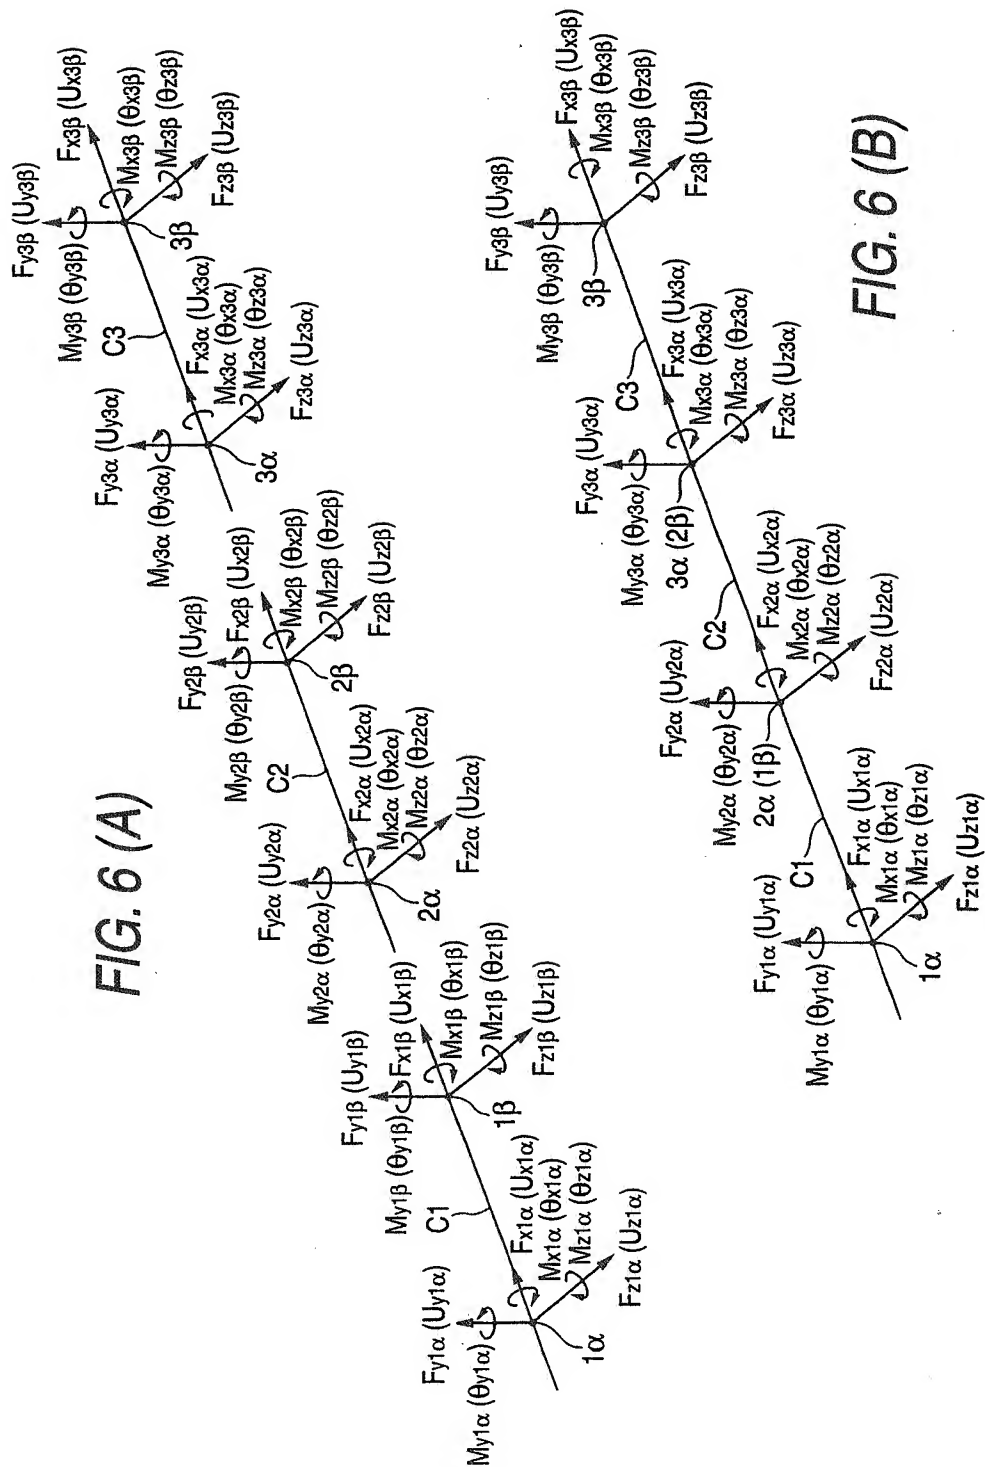 FIG. 6 (A)
Fy1α (Uy1α)
My1α (θy1α)
C1
Fx1α (Ux1α)
Mx1α (θx1α)
Mz1α (θz1α)
Fz1α (Uz1α)
1α
Fy1β (Uy1β)
My1β (θy1β)
Fx1β (Ux1β)
Mx1β (θx1β)
Mz1β (θz1β)
Fz1β (Uz1β)
1β
Fy2α (Uy2α)
My2α (θy2α)
C2
Fx2α (Ux2α)
Mx2α (θx2α)
Mz2α (θz2α)
Fz2α (Uz2α)
2α
Fy2β (Uy2β)
My2β (θy2β)
Fx2β (Ux2β)
Mx2β (θx2β)
Mz2β (θz2β)
Fz2β (Uz2β)
2β
Fy3α (Uy3α)
My3α (θy3α)
C3
Fx3α (Ux3α)
Mx3α (θx3α)
Mz3α (θz3α)
Fz3α (Uz3α)
3α
Fy3β (Uy3β)
My3β (θy3β)
Fx3β (Ux3β)
Mx3β (θx3β)
Mz3β (θz3β)
Fz3β (Uz3β)
3β
FIG. 6 (B)
Fy1α (Uy1α)
My1α (θy1α)
C1
Fx1α (Ux1α)
Mx1α (θx1α)
Mz1α (θz1α)
Fz1α (Uz1α)
1α
Fy2α (Uy2α)
My2α (θy2α)
2α (1β)
C2
Fx2α (Ux2α)
Mx2α (θx2α)
Mz2α (θz2α)
Fz2α (Uz2α)
Fy3α (Uy3α)
My3α (θy3α)
3α (2β)
C3
Fx3α (Ux3α)
Mx3α (θx3α)
Mz3α (θz3α)
Fz3α (Uz3α)
Fy3β (Uy3β)
My3β (θy3β)
3β
Fx3β (Ux3β)
Mx3β (θx3β)
Mz3β (θz3β)
Fz3β (Uz3β)